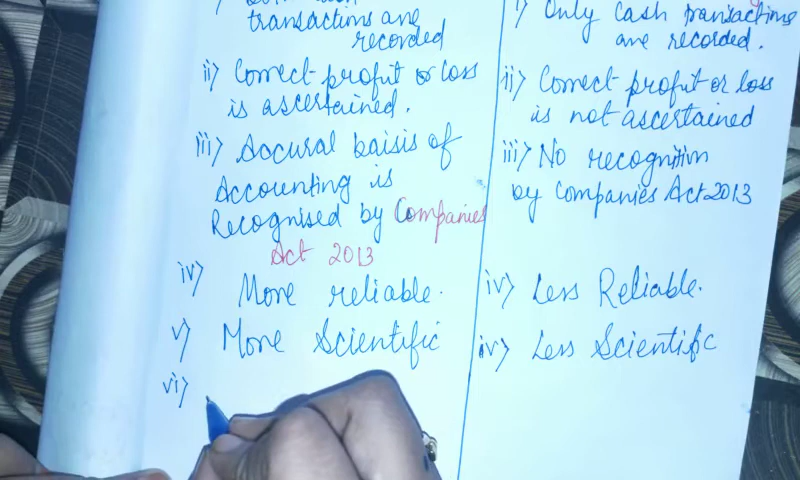 transactions are
recorded
ii) Correct profit or loss
is ascertained.
iii) Accural baisis of
Accounting is
Recognised by Companies
Act 2013
iv) More reliable.
v) More Scientific
vi)
i) Only Cash transactions
are recorded.
ii) Correct profit or loss
is not ascertained
iii) No recognition
by Companies Act 2013
iv) Less Reliable.
iv) Less Scientific